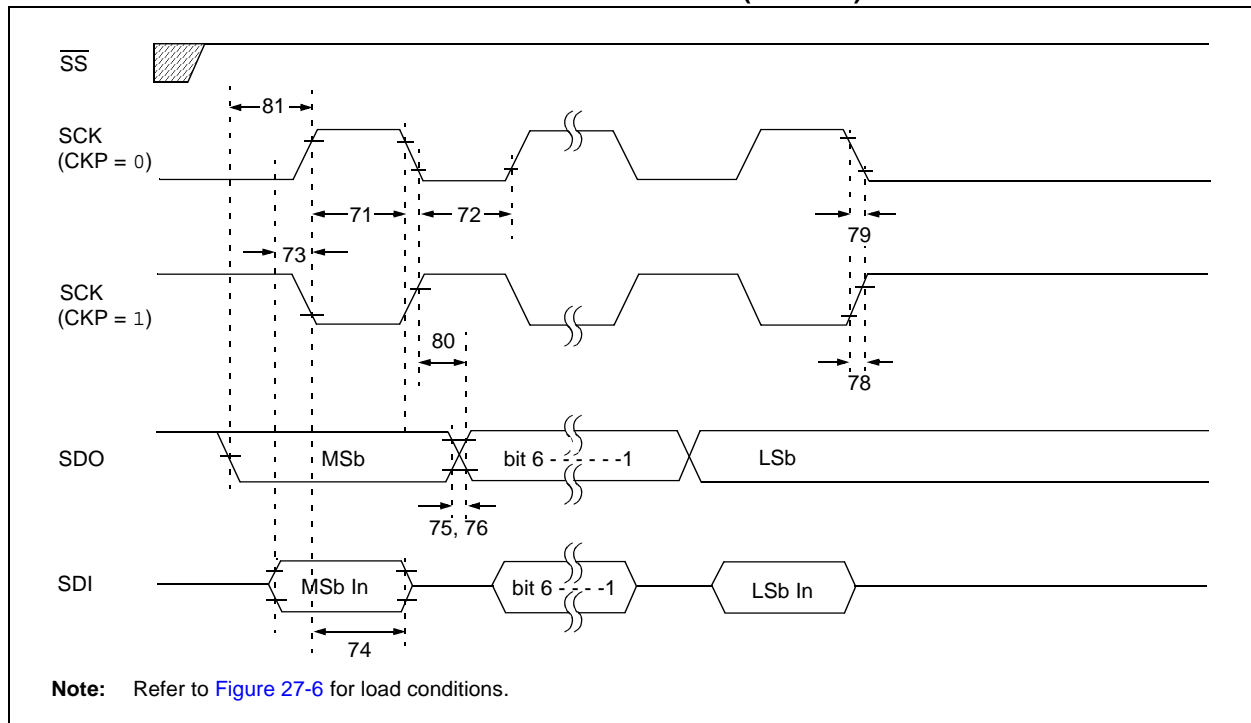 SS
81
SCK
(CKP = 0)
71
72
79
73
SCK
(CKP = 1)
80
78
SDO
MSb
bit 6 - - - - - -1
LSb
75, 76
SDI
MSb In
bit 6 - - - -1
LSb In
74
Note: Refer to Figure 27-6 for load conditions.